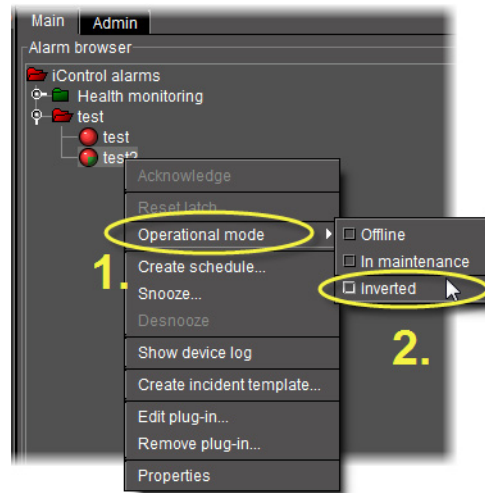 Main Admin
Alarm browser
iControl alarms
Health monitoring
test
test
test2
Acknowledge
Reset latch
Operational mode
Offline
1.
Create schedule...
In maintenance
Snooze...
Inverted
Desnooze
2.
Show device log
Create incident template...
Edit plug-in...
Remove plug-in...
Properties